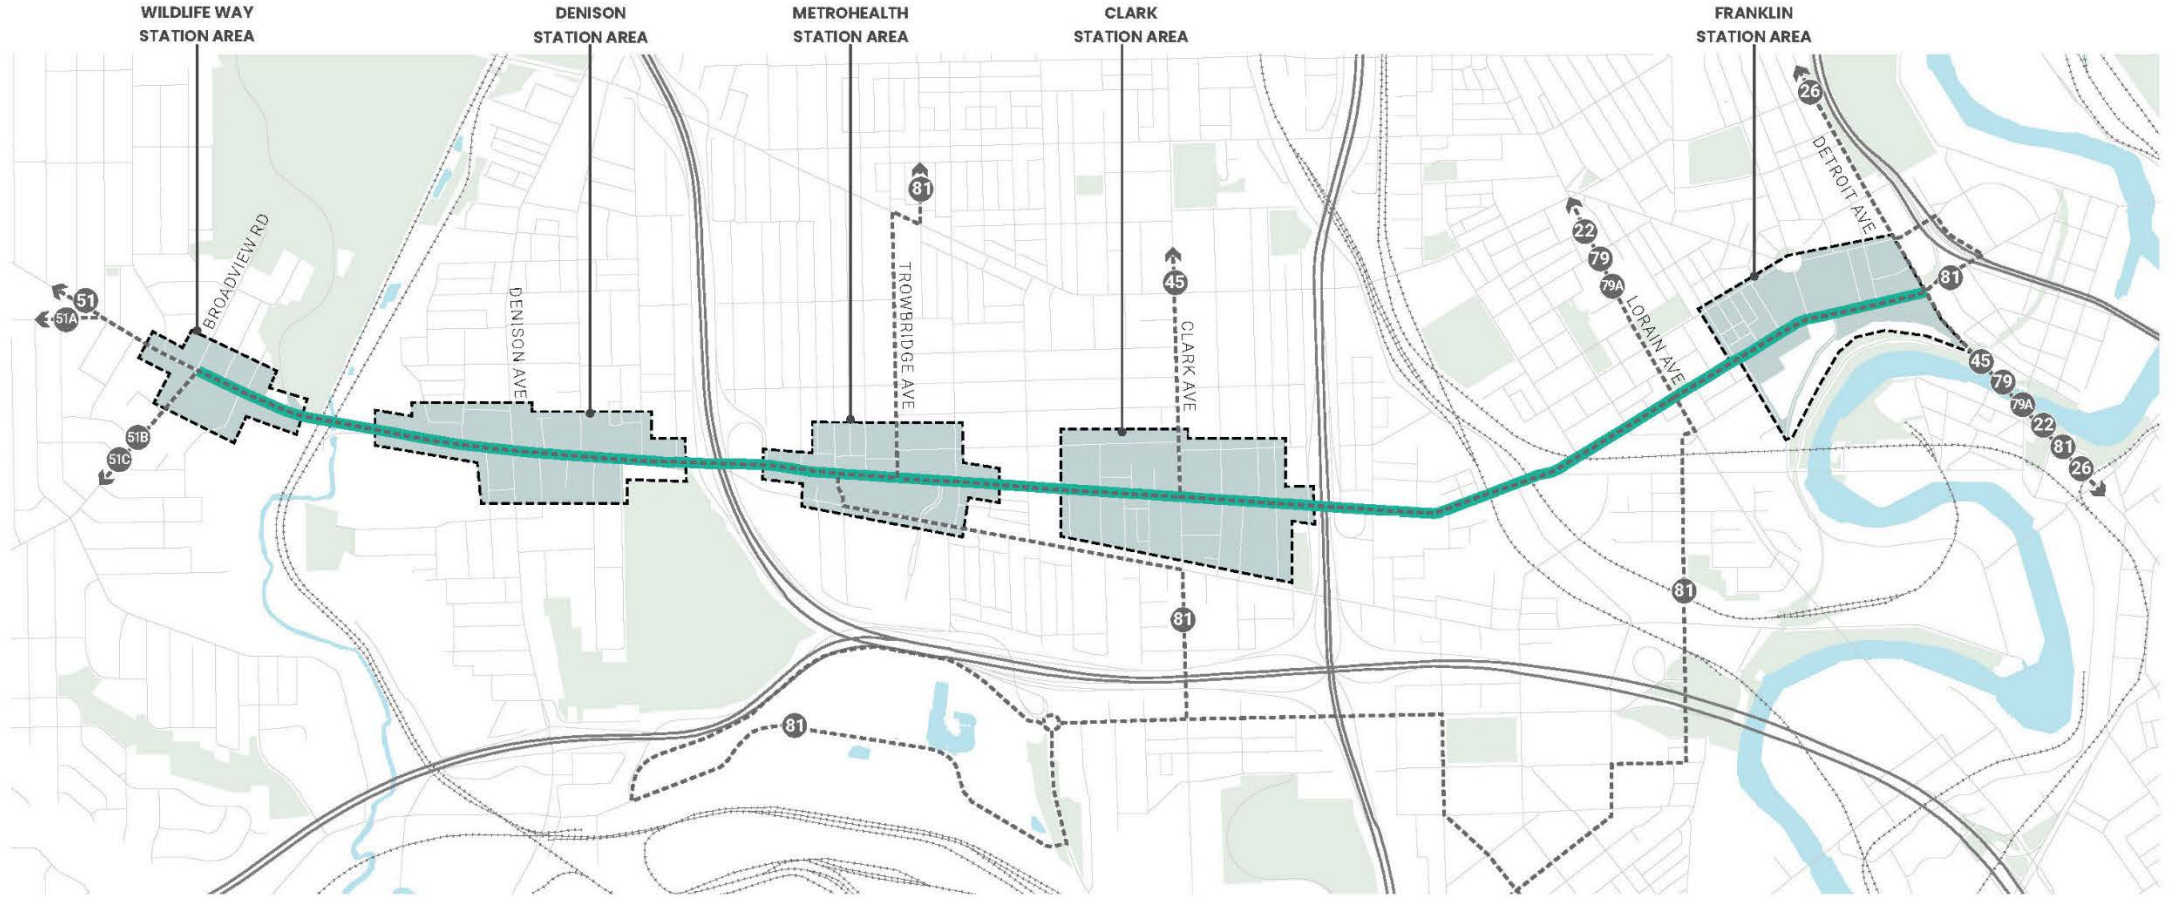 WILDLIFE WAY
STATION AREA
DENISON
STATION AREA
METROHEALTH
STATION AREA
CLARK
STATION AREA
FRANKLIN
STATION AREA
26
DETROIT AVE
81
22
79
79A
LORAIN AVE
81
45
BROADVIEW RD
DENISON AVE
TROWBRIDGE AVE
CLARK AVE
51
51A
51B
51C
45
79
79A
22
81
26
81
81
81